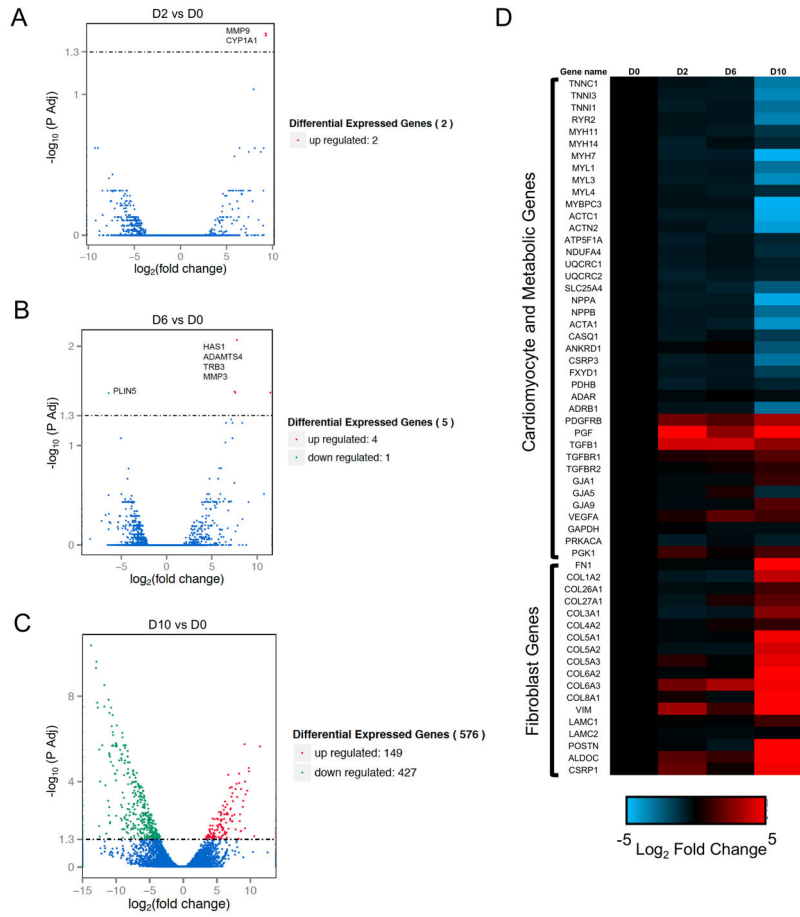 A
D2 vs D0
MMP9
CYP1A1
1.3
1
0
-log10 (P Adj)
-10 -5 0 5 10
log2(fold change)
Differential Expressed Genes ( 2 )
up regulated: 2
B
D6 vs D0
HAS1
ADAMTS4
TRB3
MMP3
PLIN5
2
1.3
1
0
-log10 (P Adj)
-5 0 5 10
log2(fold change)
Differential Expressed Genes ( 5 )
up regulated: 4
down regulated: 1
C
D10 vs D0
8
4
1.3
0
-log10 (P Adj)
-15 -10 -5 0 5 10
log2(fold change)
Differential Expressed Genes ( 576 )
up regulated: 149
down regulated: 427
D
Gene name D0 D2 D6 D10
Cardiomyocyte and Metabolic Genes
TNNC1
TNNI3
TNNI1
RYR2
MYH11
MYH14
MYH7
MYL1
MYL3
MYL4
MYBPC3
ACTC1
ACTN2
ATP5F1A
NDUFA4
UQCRC1
UQCRC2
SLC25A4
NPPA
NPPB
ACTA1
CASQ1
ANKRD1
CSRP3
FXYD1
PDHB
ADAR
ADRB1
PDGFRB
PGF
TGFB1
TGFBR1
TGFBR2
GJA1
GJA5
GJA9
VEGFA
GAPDH
PRKACA
PGK1
Fibroblast Genes
FN1
COL1A2
COL26A1
COL27A1
COL3A1
COL4A2
COL5A1
COL5A2
COL5A3
COL6A2
COL6A3
COL8A1
VIM
LAMC1
LAMC2
POSTN
ALDOC
CSRP1
-5 5
Log2 Fold Change